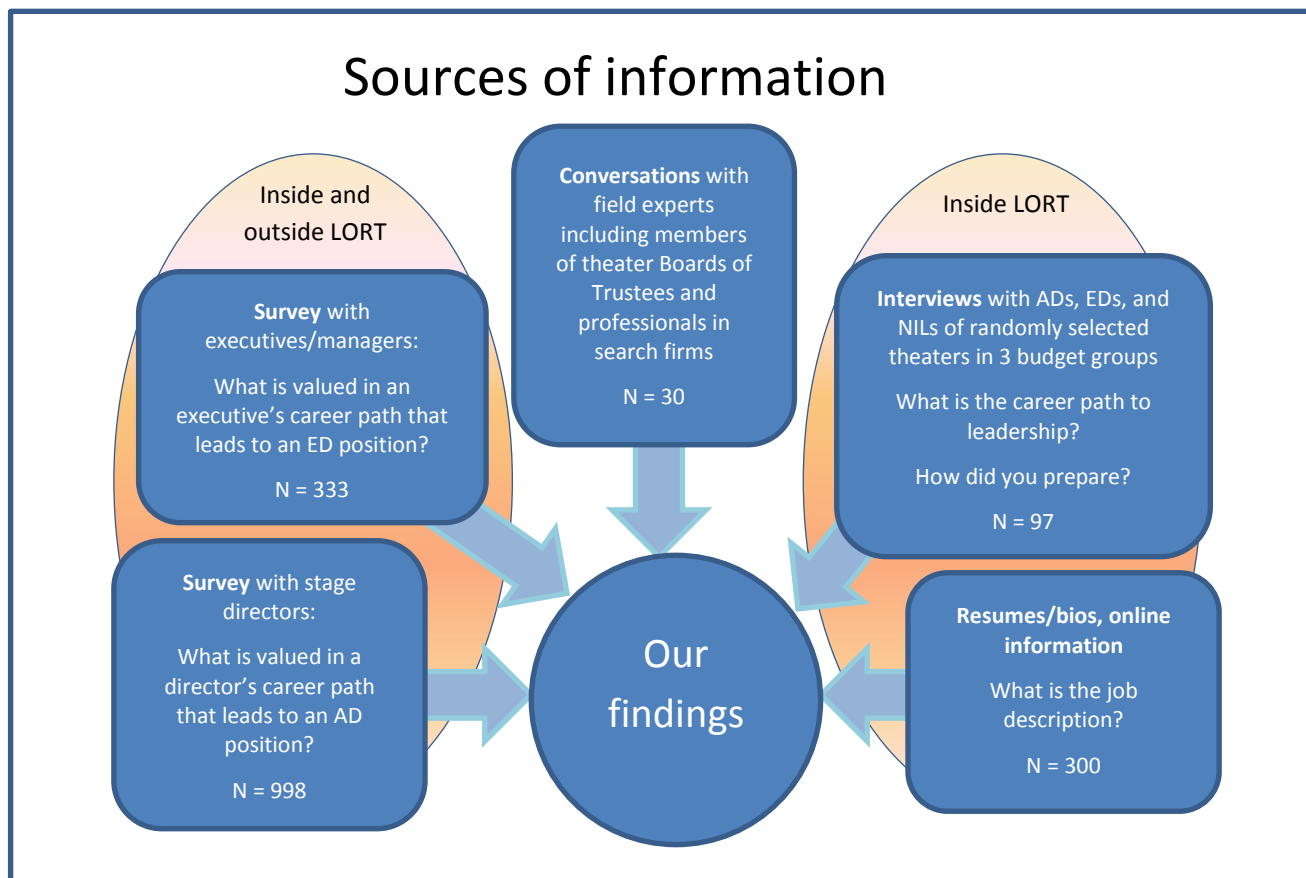 Sources of information
Inside and
outside LORT
Survey with
executives/managers:
What is valued in an
executive’s career path that
leads to an ED position?
N = 333
Survey with stage
directors:
What is valued in a
director’s career path
that leads to an AD
position?
N = 998
Conversations with
field experts
including members
of theater Boards of
Trustees and
professionals in
search firms
N = 30
Inside LORT
Interviews with ADs, EDs, and
NILs of randomly selected
theaters in 3 budget groups
What is the career path to
leadership?
How did you prepare?
N = 97
Resumes/bios, online
information
What is the job
description?
N = 300
Our
findings